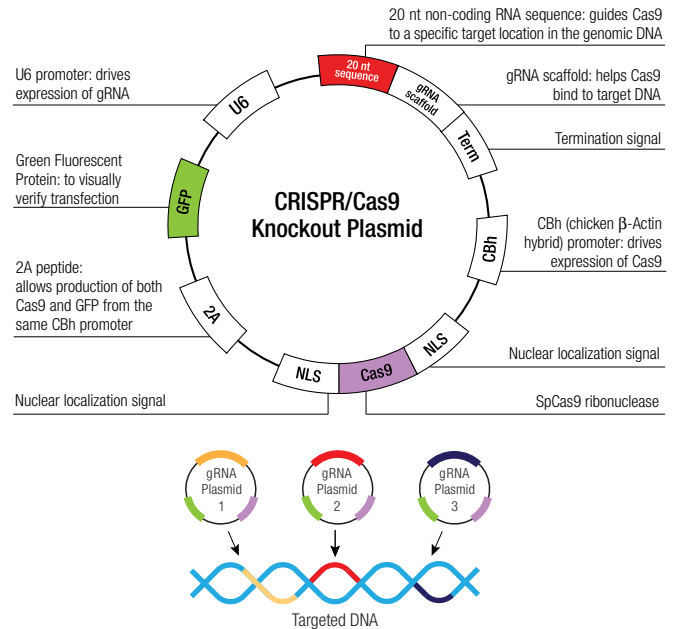 20 nt non-coding RNA sequence: guides Cas9
to a specific target location in the genomic DNA
U6 promoter: drives
expression of gRNA
gRNA scaffold: helps Cas9
bind to target DNA
Termination signal
Green Fluorescent
Protein: to visually
verify transfection
CBh (chicken β-Actin
hybrid) promoter: drives
expression of Cas9
2A peptide:
allows production of both
Cas9 and GFP from the
same CBh promoter
Nuclear localization signal
Nuclear localization signal
SpCas9 ribonuclease
20 nt
sequence
gRNA
scaffold
Term
CBh
NLS
Cas9
NLS
2A
GFP
U6
CRISPR/Cas9
Knockout Plasmid
gRNA
Plasmid
1
gRNA
Plasmid
2
gRNA
Plasmid
3
Targeted DNA